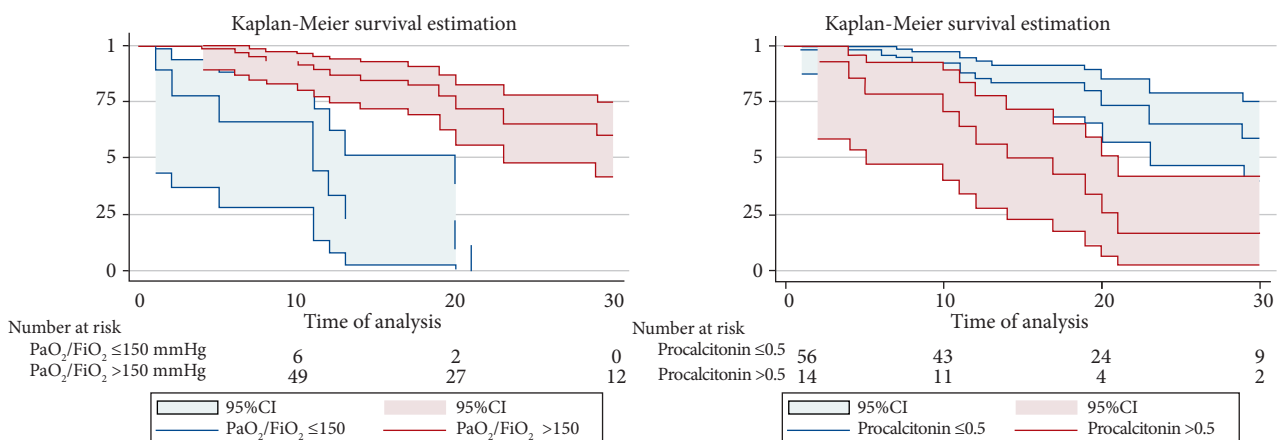 Kaplan-Meier survival estimation
1
75
5
25
0
0 10 20 30
Time of analysis
Number at risk
PaO₂/FiO₂ ≤150 mmHg 6 2 0
PaO₂/FiO₂ >150 mmHg 49 27 12
95%CI 95%CI
PaO₂/FiO₂ ≤150 PaO₂/FiO₂ >150
Kaplan-Meier survival estimation
1
75
5
25
0
0 10 20 30
Time of analysis
Number at risk
Procalcitonin ≤0.5 56 43 24 9
Procalcitonin >0.5 14 11 4 2
95%CI 95%CI
Procalcitonin ≤0.5 Procalcitonin >0.5